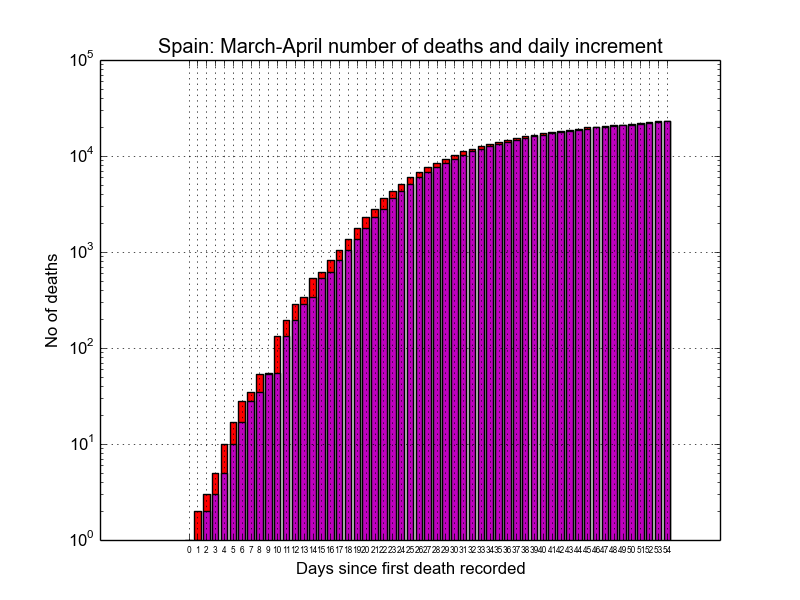 Spain: March-April number of deaths and daily increment
10^5
10^4
10^3
10^2
10^1
10^0
No of deaths
0 1 2 3 4 5 6 7 8 9 10 11 12 13 14 15 16 17 18 19 20 21 22 23 24 25 26 27 28 29 30 31 32 33 34 35 36 37 38 39 40 41 42 43 44 45 46 47 48 49 50 51 52 53 54
Days since first death recorded